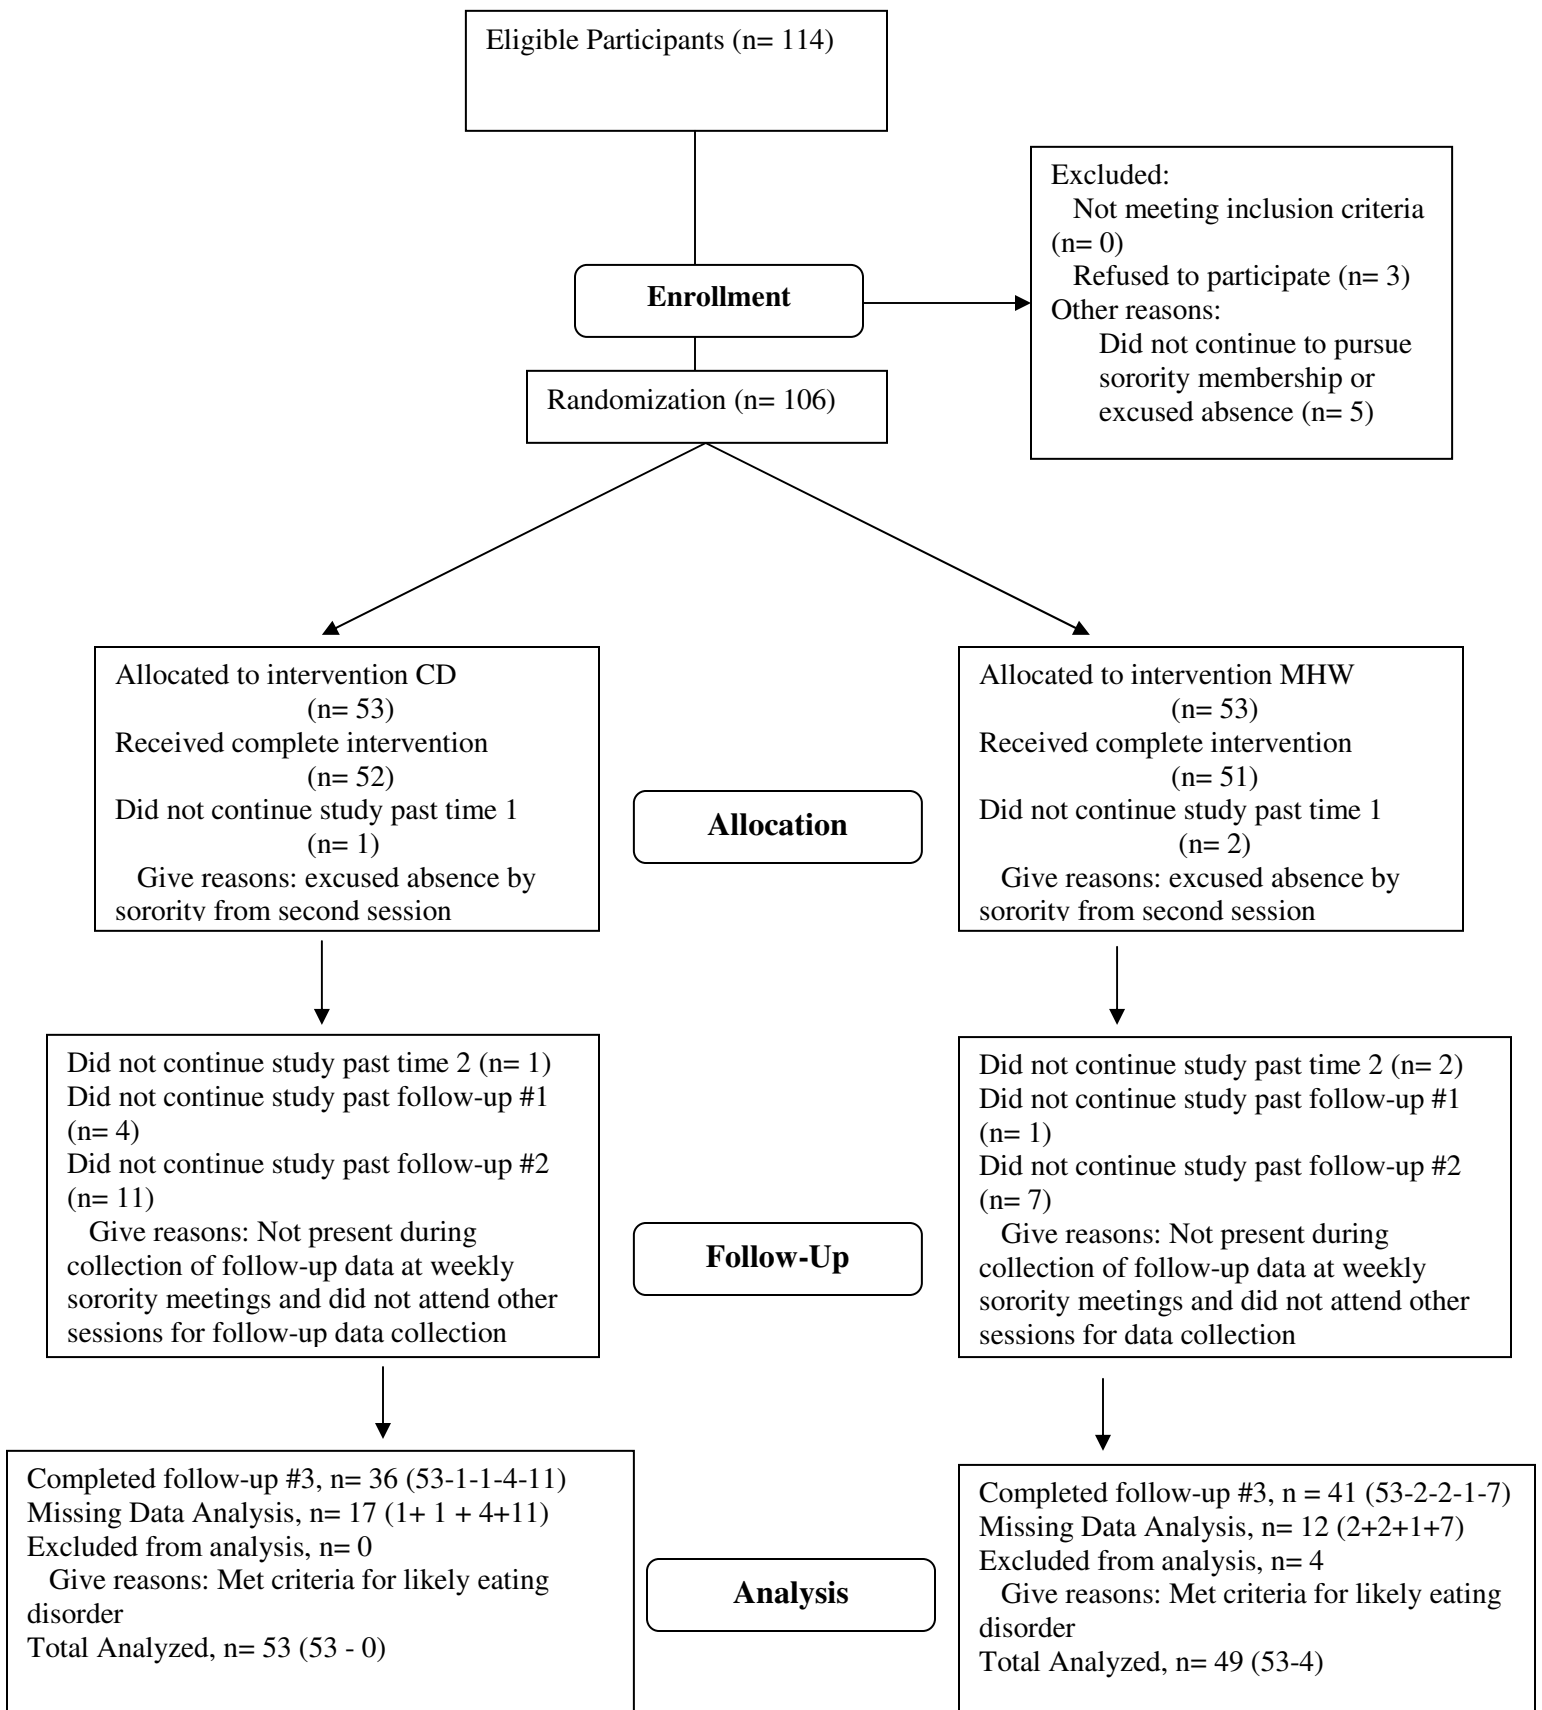 Eligible Participants (n= 114)
Excluded:
Not meeting inclusion criteria
(n= 0)
Refused to participate (n= 3)
Other reasons:
Did not continue to pursue
sorority membership or
excused absence (n= 5)
Enrollment
Randomization (n= 106)
Allocated to intervention CD
(n= 53)
Received complete intervention
(n= 52)
Did not continue study past time 1
(n= 1)
Give reasons: excused absence by
sorority from second session
Allocated to intervention MHW
(n= 53)
Received complete intervention
(n= 51)
Did not continue study past time 1
(n= 2)
Give reasons: excused absence by
sorority from second session
Allocation
Did not continue study past time 2 (n= 1)
Did not continue study past follow-up #1
(n= 4)
Did not continue study past follow-up #2
(n= 11)
Give reasons: Not present during
collection of follow-up data at weekly
sorority meetings and did not attend other
sessions for follow-up data collection
Did not continue study past time 2 (n= 2)
Did not continue study past follow-up #1
(n= 1)
Did not continue study past follow-up #2
(n= 7)
Give reasons: Not present during
collection of follow-up data at weekly
sorority meetings and did not attend other
sessions for data collection
Follow-Up
Completed follow-up #3, n= 36 (53-1-1-4-11)
Missing Data Analysis, n= 17 (1+ 1 + 4+11)
Excluded from analysis, n= 0
Give reasons: Met criteria for likely eating
disorder
Total Analyzed, n= 53 (53 - 0)
Completed follow-up #3, n = 41 (53-2-2-1-7)
Missing Data Analysis, n= 12 (2+2+1+7)
Excluded from analysis, n= 4
Give reasons: Met criteria for likely eating
disorder
Total Analyzed, n= 49 (53-4)
Analysis